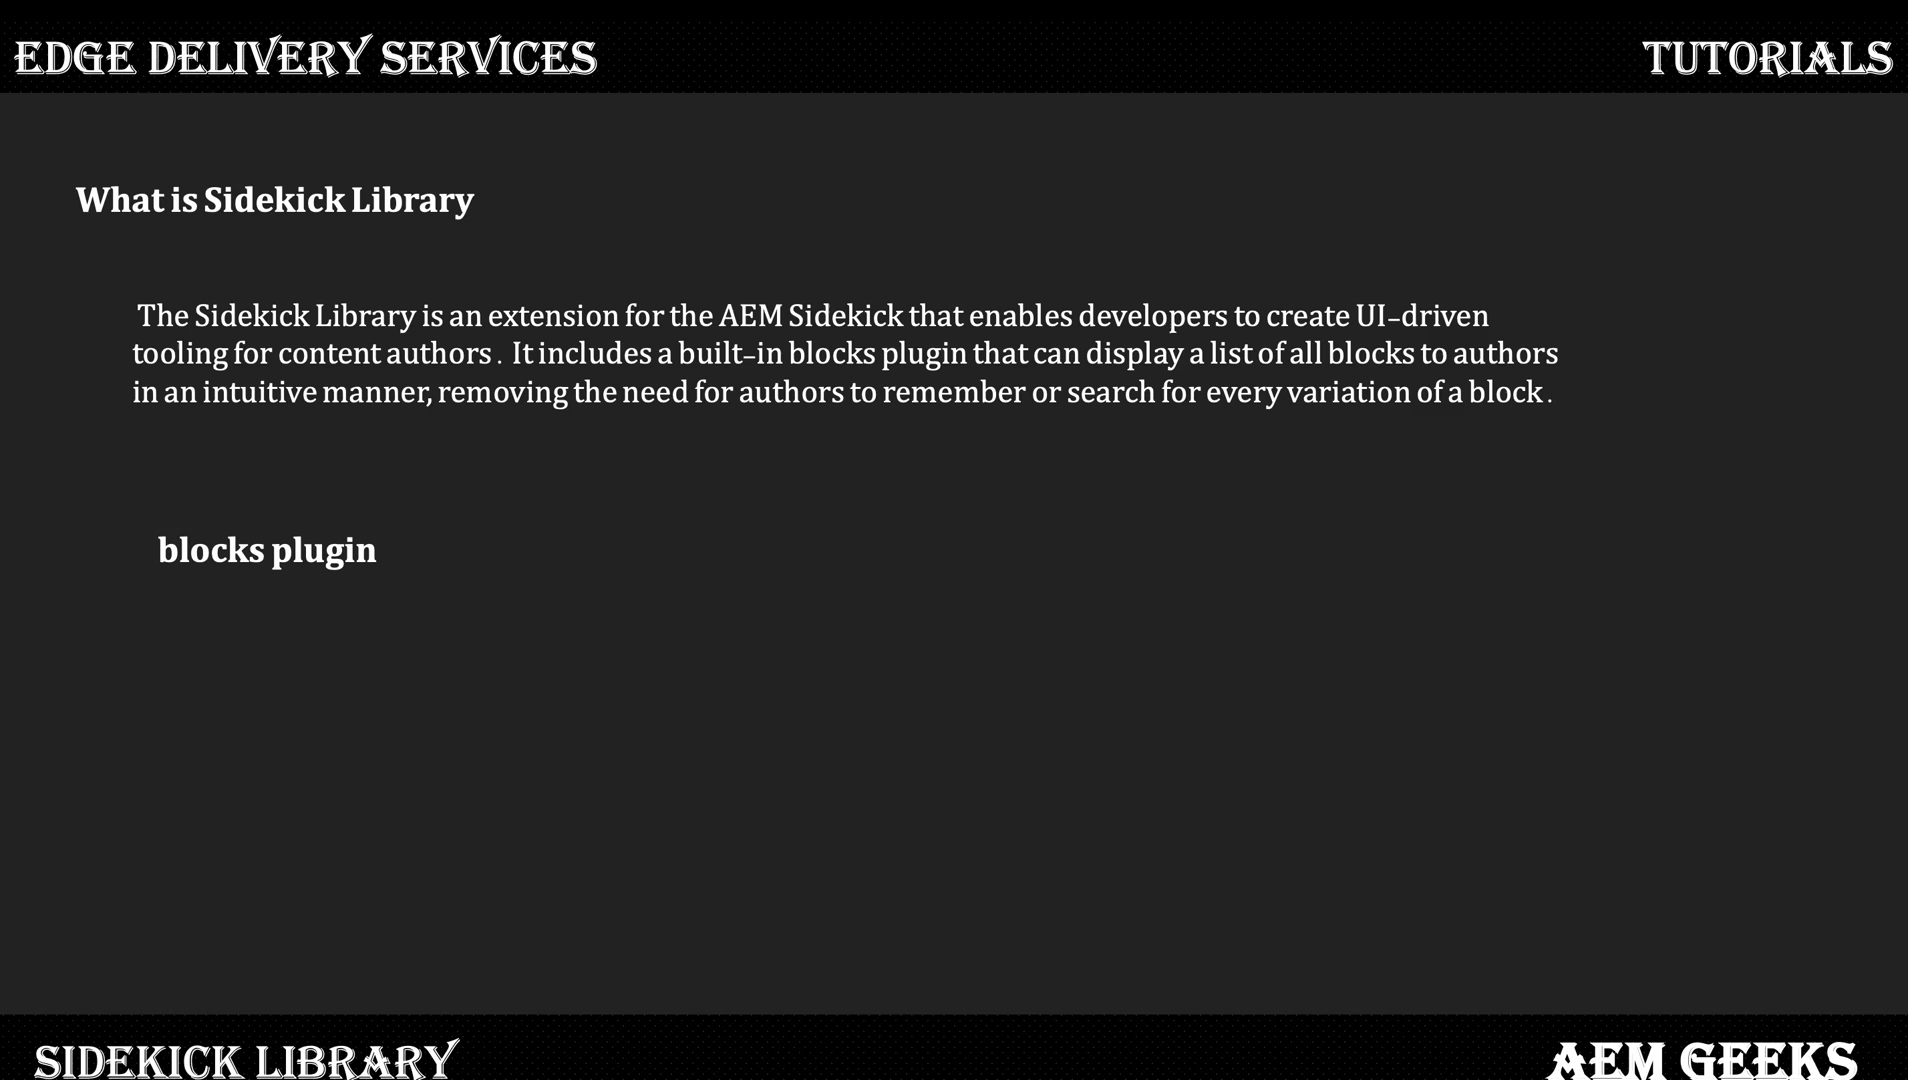 EDGE DELIVERY SERVICES
TUTORIALS
What is Sidekick Library
The Sidekick Library is an extension for the AEM Sidekick that enables developers to create UI-driven
tooling for content authors. It includes a built-in blocks plugin that can display a list of all blocks to authors
in an intuitive manner, removing the need for authors to remember or search for every variation of a block.
blocks plugin
SIDEKICK LIBRARY
AEM GEEKS